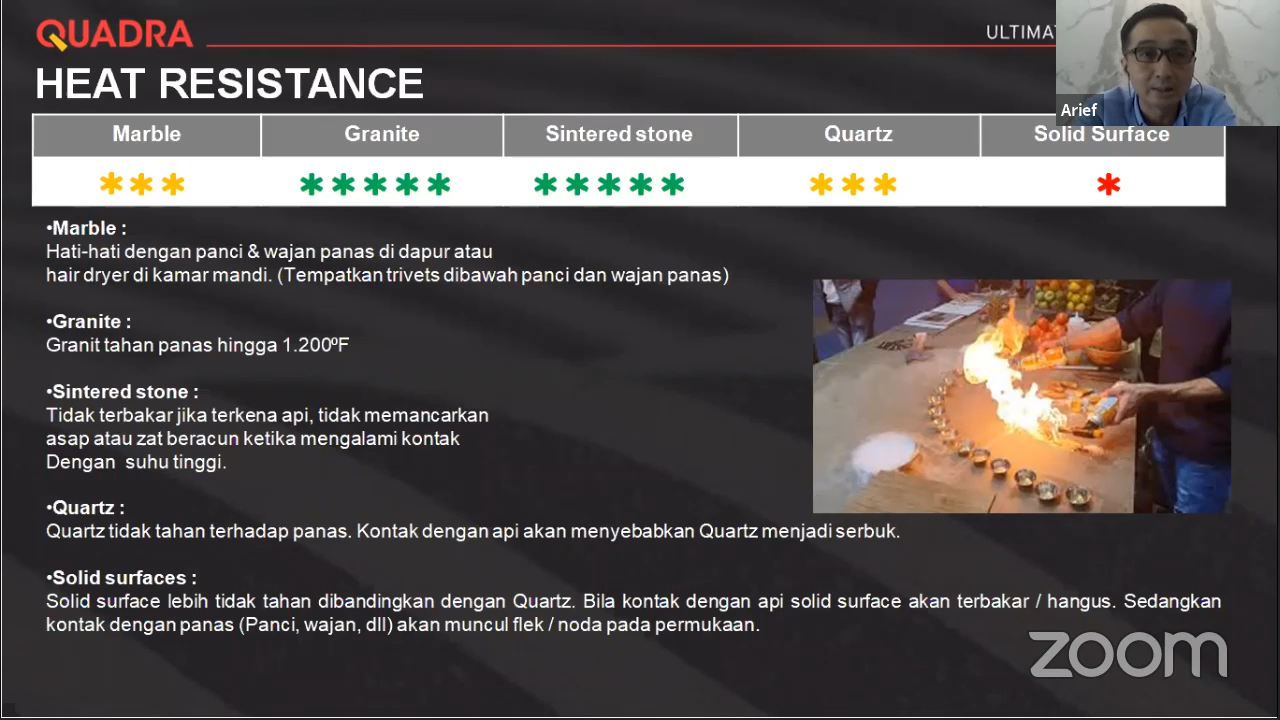 QUADRA
ULTIMAT
HEAT RESISTANCE
Marble Granite Sintered stone Quartz Solid Surface
*** ***** ***** *** *
Arief
•Marble :
Hati-hati dengan panci & wajan panas di dapur atau
hair dryer di kamar mandi. (Tempatkan trivets dibawah panci dan wajan panas)
•Granite :
Granit tahan panas hingga 1.200ºF
•Sintered stone :
Tidak terbakar jika terkena api, tidak memancarkan
asap atau zat beracun ketika mengalami kontak
Dengan suhu tinggi.
•Quartz :
Quartz tidak tahan terhadap panas. Kontak dengan api akan menyebabkan Quartz menjadi serbuk.
•Solid surfaces :
Solid surface lebih tidak tahan dibandingkan dengan Quartz. Bila kontak dengan api solid surface akan terbakar / hangus. Sedangkan
kontak dengan panas (Panci, wajan, dll) akan muncul flek / noda pada permukaan.
zoom